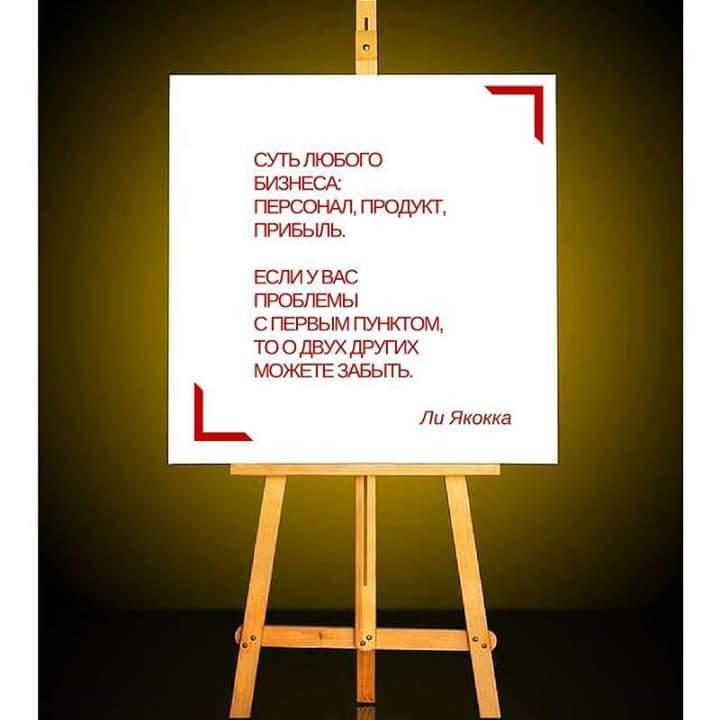 СУТЬ ЛЮБОГО
БИЗНЕСА:
ПЕРСОНАЛ, ПРОДУКТ,
ПРИБЫЛЬ.
ЕСЛИ У ВАС
ПРОБЛЕМЫ
С ПЕРВЫМ ПУНКТОМ,
ТО О ДВУХ ДРУГИХ
МОЖЕТЕ ЗАБЫТЬ.
Ли Якокка